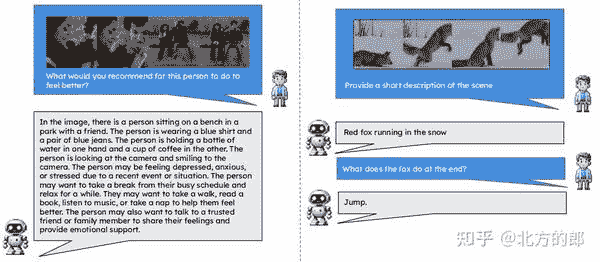 What would you recommend for this person to do to
feel better?
In the image, there is a person sitting on a bench in a
park with a friend. The person is wearing a blue shirt and
a pair of blue jeans. The person is holding a bottle of
water in one hand and a cup of coffee in the other. The
person is looking at the camera and smiling to the
camera. The person may be feeling depressed, anxious,
or stressed due to a recent event or situation. The person
may want to take a break from their busy schedule and
relax for a while. They may want to take a walk, read a
book, listen to music, or take a nap to help them feel
better. The person may also want to talk to a trusted
friend or family member to share their feelings and
provide emotional support.
Provide a short description of the scene
Red fox running in the snow
What does the fox do at the end?
Jump.
知乎 @北方的郎